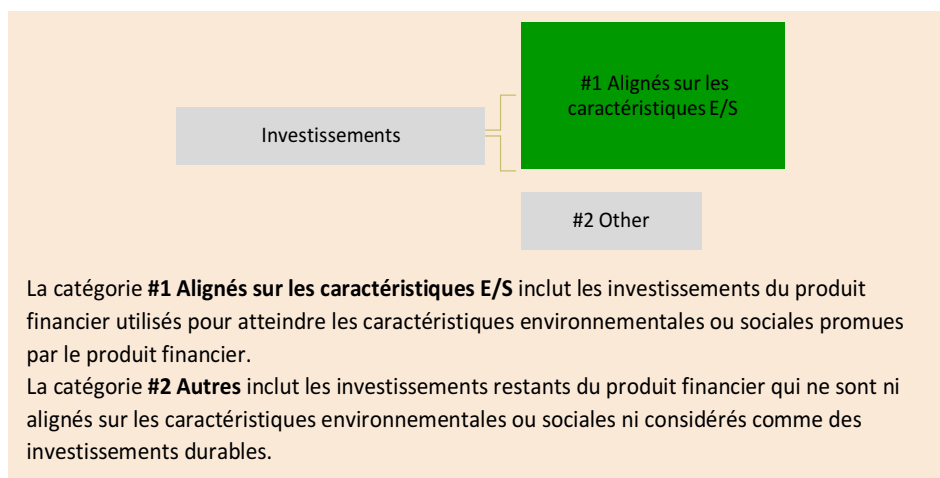 #1 Alignés sur les
caractéristiques E/S
Investissements
#2 Other
La catégorie #1 Alignés sur les caractéristiques E/S inclut les investissements du produit
financier utilisés pour atteindre les caractéristiques environnementales ou sociales promues
par le produit financier.
La catégorie #2 Autres inclut les investissements restants du produit financier qui ne sont ni
alignés sur les caractéristiques environnementales ou sociales ni considérés comme des
investissements durables.